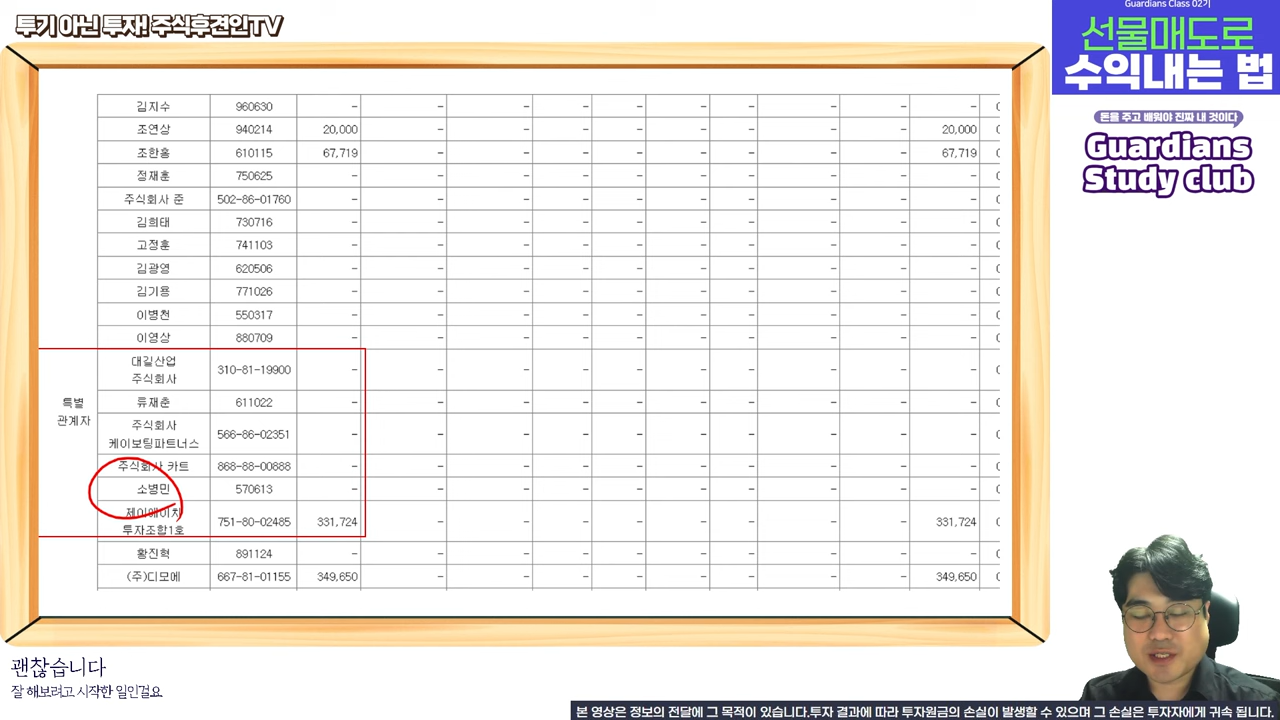 투기 아닌 투자! 주식후견인TV
Guardians Class 02기
선물매도로
수익내는 법
돈을 주고 배워야 진짜 내 것이다
Guardians
Study club
김지수 960630 - - - - - - - - - -
조연상 940214 20,000 - - - - - - - - 20,000
조한홍 610115 67,719 - - - - - - - - 67,719
정재훈 750625 - - - - - - - - - -
주식회사 준 502-86-01760 - - - - - - - - - -
김희태 730716 - - - - - - - - - -
고정훈 741103 - - - - - - - - - -
김광영 620506 - - - - - - - - - -
김기용 771026 - - - - - - - - - -
이병천 550317 - - - - - - - - - -
이영상 880709 - - - - - - - - - -
특별
관계자
대길산업
주식회사 310-81-19900 - - - - - - - - - -
류재춘 611022 - - - - - - - - - -
주식회사
케이보팅파트너스 566-86-02351 - - - - - - - - - -
주식회사 카트 868-88-00888 - - - - - - - - - -
소병민 570613 - - - - - - - - - -
제이에이치
투자조합1호 751-80-02485 331,724 - - - - - - - - 331,724
황진혁 891124 - - - - - - - - - -
(주)디모에 667-81-01155 349,650 - - - - - - - - 349,650
괜찮습니다
잘 해보려고 시작한 일인걸요
본 영상은 정보의 전달에 그 목적이 있습니다.투자 결과에 따라 투자원금의 손실이 발생할 수 있으며 그 손실은 투자자에게 귀속 됩니다.